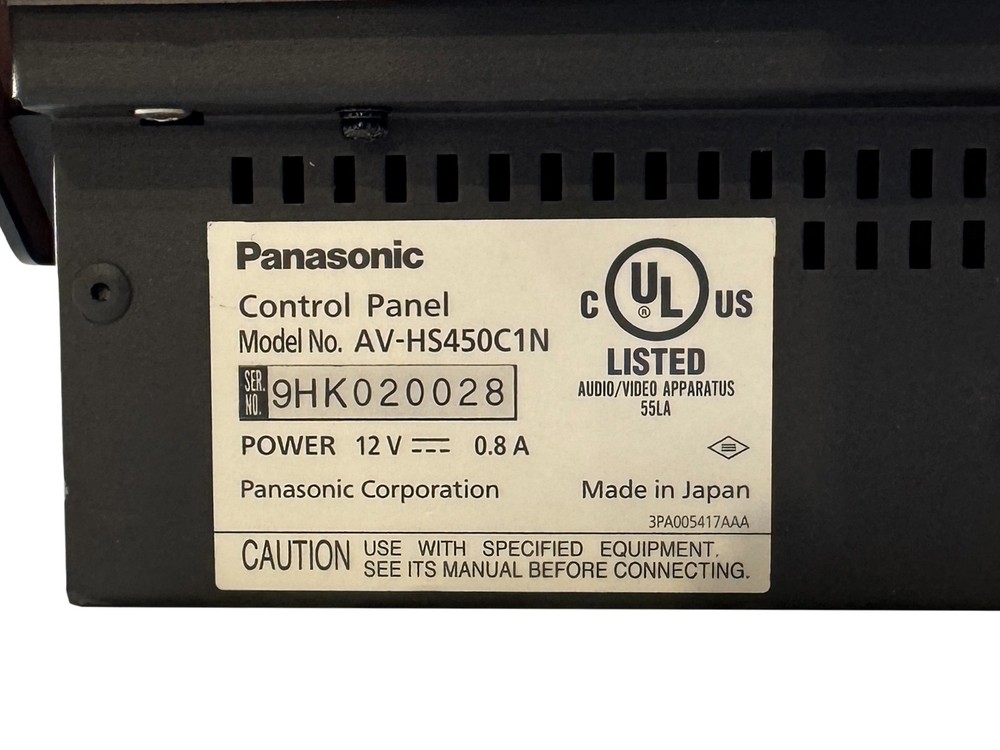 Panasonic
Control Panel
Model No. AV-HS450C1N
SER. NO. 9HK020028
POWER 12 V 0.8 A
Panasonic Corporation
C UL ® US
LISTED
AUDIO/VIDEO APPARATUS
55LA
Made in Japan
3PA005417AAA
CAUTION USE WITH SPECIFIED EQUIPMENT.
SEE ITS MANUAL BEFORE CONNECTING.